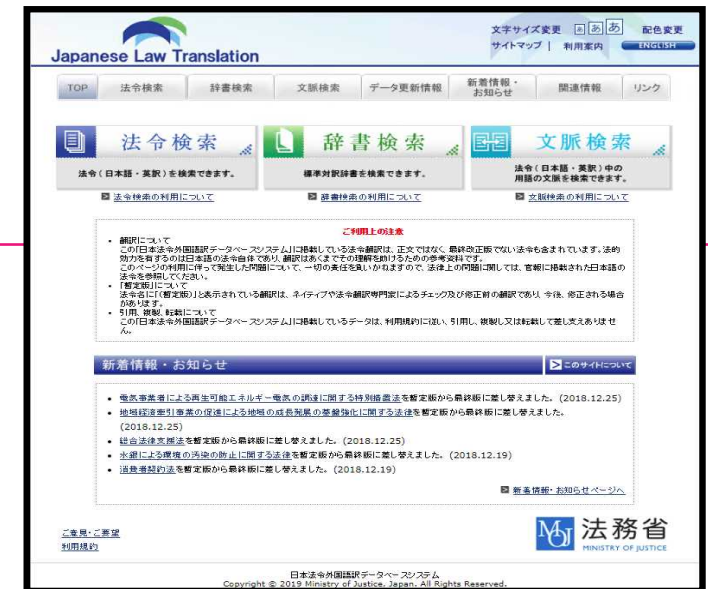 Japanese Law Translation
文字サイズ変更 あ あ あ 配色変更
サイトマップ | 利用案内 ENGLISH
TOP 法令検索 辞書検索 文脈検索 データ更新情報 新着情報・お知らせ 関連情報 リンク
法令検索 辞書検索 文脈検索
法令(日本語・英訳)を検索できます。 標準対訳辞書を検索できます。 法令(日本語・英訳)中の
用語の文脈を検索できます。
法令検索の利用について 辞書検索の利用について 文脈検索の利用について
ご利用上の注意
• 翻訳について
この「日本法令外国語訳データベースシステム」に掲載している法令翻訳は、正文ではなく、最終改正版でない法令も含まれています。法的
効力を有するのは日本語の法令自体であり、翻訳はあくまでその理解を助けるための参考資料です。
このページの利用に伴って発生した問題について、一切の責任を負いかねますので、法律上の問題に関しては、官報に掲載された日本語の
法令を参照してください。
• 「暫定版」について
法令名に「(暫定版)」と表示されている翻訳は、ネイティブや法令翻訳専門家によるチェック及び修正前の翻訳であり、今後、修正される場合
があります。
• 引用、複製、転載について
この「日本法令外国語訳データベースシステム」に掲載しているデータは、利用規約に従い、引用し、複製し又は転載して差し支えありませ
ん。
新着情報・お知らせ このサイトについて
• 電気事業者による再生可能エネルギー電気の調達に関する特別措置法を暫定版から最終版に差し替えました。(2018.12.25)
• 地域経済牽引事業の促進による地域の成長発展の基盤強化に関する法律を暫定版から最終版に差し替えました。
(2018.12.25)
• 総合法律支援法を暫定版から最終版に差し替えました。(2018.12.25)
• 水銀による環境の汚染の防止に関する法律を暫定版から最終版に差し替えました。(2018.12.19)
• 消費者契約法を暫定版から最終版に差し替えました。(2018.12.19)
新着情報・お知らせページへ
ご意見・ご要望
利用規約
MOJ 法務省
MINISTRY OF JUSTICE
日本法令外国語訳データベースシステム
Copyright © 2019 Ministry of Justice, Japan. All Rights Reserved.